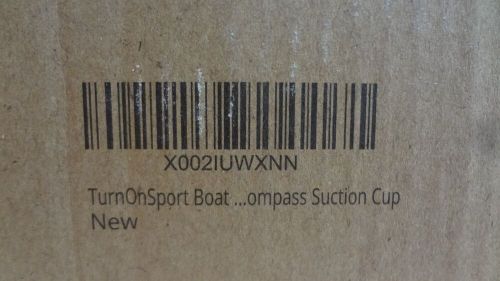 X002IUWXNN
TurnOnSport Boat ...ompass Suction Cup
New